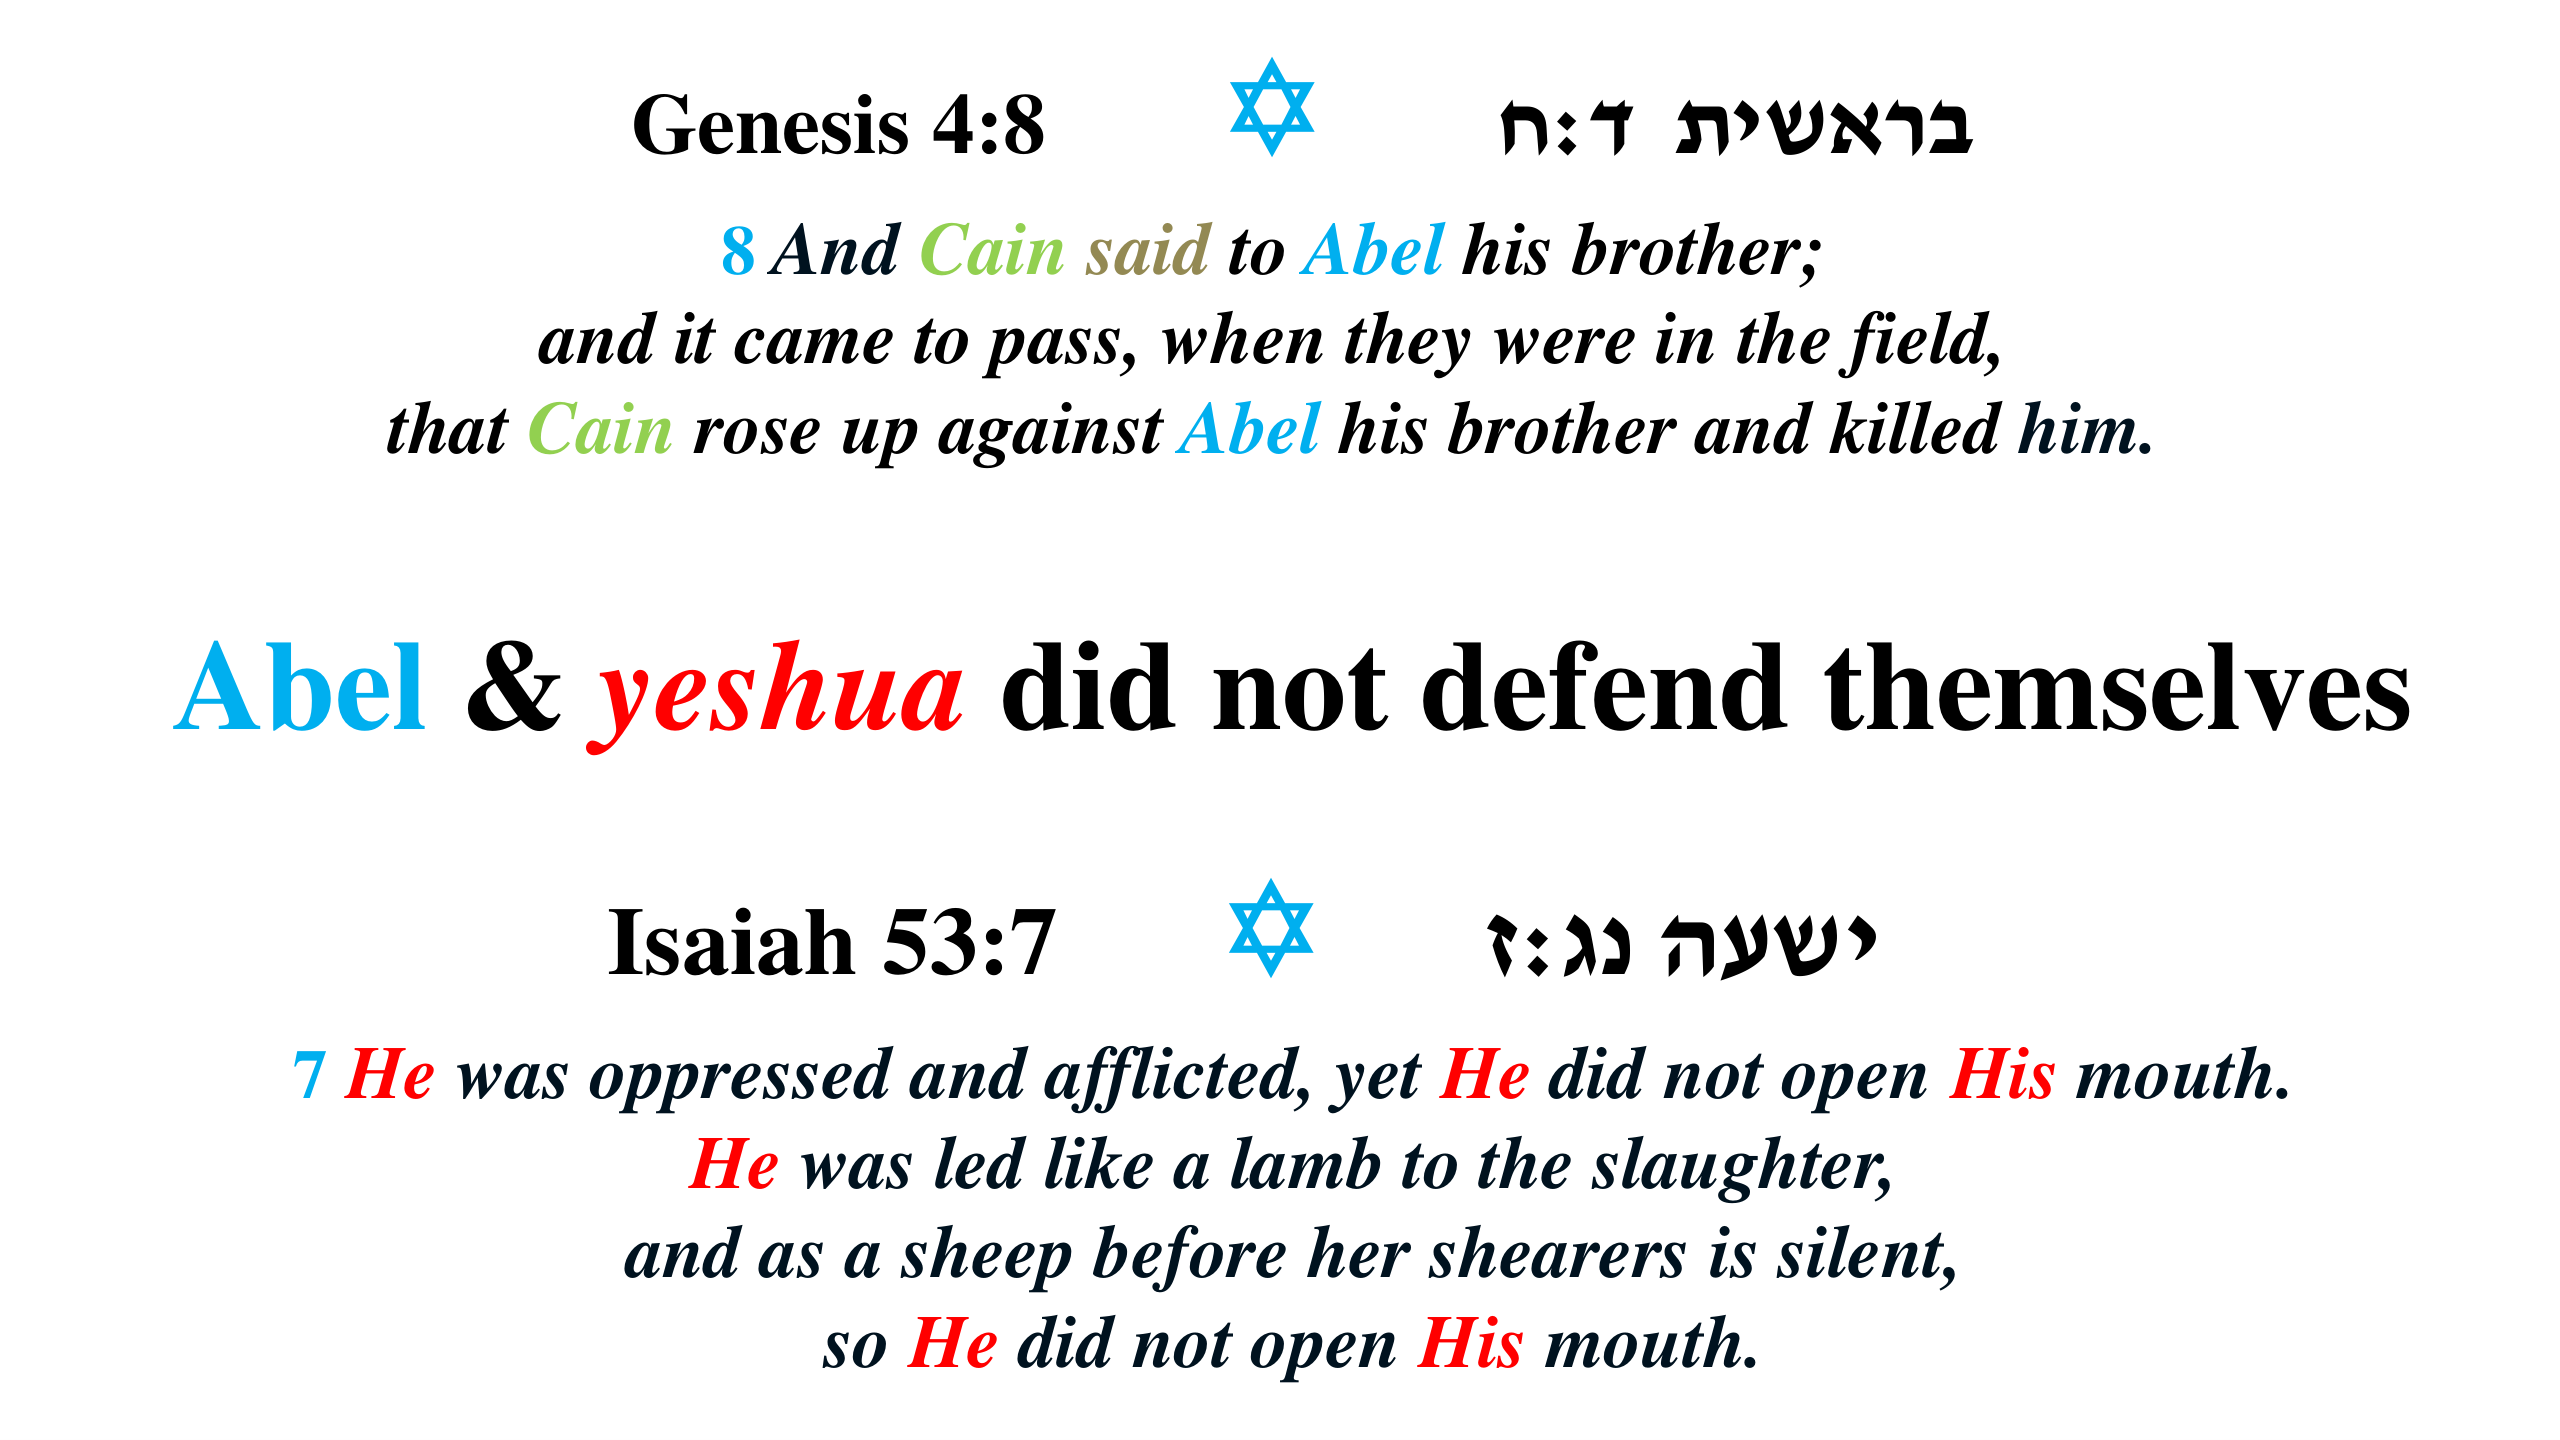 Genesis 4:8 ✡ בראשית ד:ח
8 And Cain said to Abel his brother;
and it came to pass, when they were in the field,
that Cain rose up against Abel his brother and killed him.
Abel & yeshua did not defend themselves
Isaiah 53:7 ✡ ישעה נג:ז
7 He was oppressed and afflicted, yet He did not open His mouth.
He was led like a lamb to the slaughter,
and as a sheep before her shearers is silent,
so He did not open His mouth.